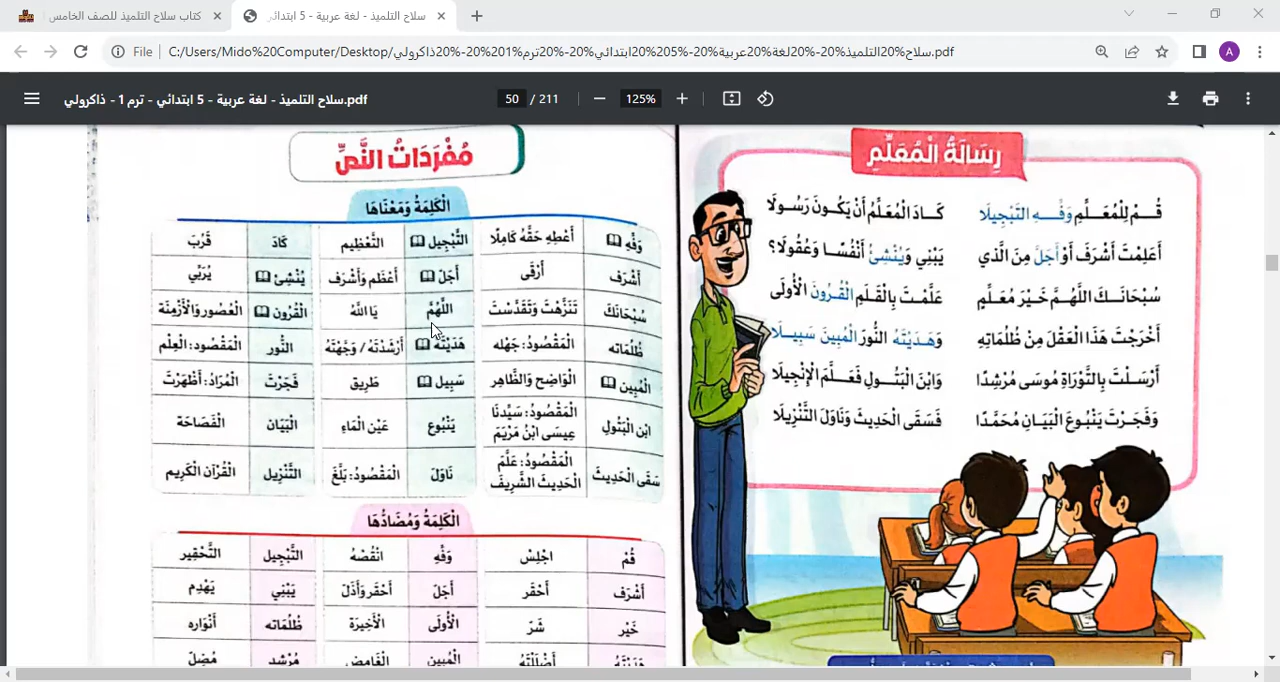 كتاب سلاح التلميذ للصف الخامس
سلاح التلميذ - لغة عربية - 5 ابتدائي
File C:/Users/Mido%20Computer/Desktop/سلاح%20التلميذ%20-%20لغة%20عربية%20-%205%20ابتدائي%20-%20ترم%201%20-%20ذاكرولي.pdf
A
سلاح التلميذ - لغة عربية - 5 ابتدائي - ترم 1 - ذاكرولي.pdf
50 / 211
125%
رِسَالَةُ الْمُعَلِّمِ
قُمْ لِلْمُعَلِّمِ وَفِّهِ التَّبْجِيلَا كَادَ الْمُعَلِّمُ أَنْ يَكُونَ رَسُولَا
أَعَلِمْتَ أَشْرَفَ أَوْ أَجَلَّ مِنَ الَّذِي يَبْنِي وَيُنْشِئُ أَنْفُسًا وَعُقُولَا؟
سُبْحَانَكَ اللَّهُمَّ خَيْرَ مُعَلِّمٍ عَلَّمْتَ بِالْقَلَمِ الْقُرُونَ الْأُولَى
أَخْرَجْتَ هَذَا الْعَقْلَ مِنْ ظُلُمَاتِهِ وَهَدَيْتَهُ النُّورَ الْمُبِينَ سَبِيلَا
أَرْسَلْتَ بِالتَّوْرَاةِ مُوسَى مُرْشِدًا وَابْنَ الْبَتُولِ فَعَلَّمَ الْإِنْجِيلَا
وَفَجَرْتَ يَنْبُوعَ الْبَيَانِ مُحَمَّدًا فَسَقَى الْحَدِيثَ وَنَاوَلَ التَّنْزِيلَا
مُفْرَدَاتُ النَّصِّ
الْكَلِمَةُ وَمَعْنَاهَا
وَفِّهِ أَعْطِهِ حَقَّهُ كَامِلًا التَّبْجِيل التَّعْظِيم كَادَ قَرُبَ
أَشْرَف أَرْقَى أَجَلّ أَعْظَم وَأَشْرَف يُنْشِئ يُرَبِّي
سُبْحَانَكَ تَنَزَّهْتَ وَتَقَدَّسْتَ اللَّهُمَّ يَا اللهُ الْقُرُون الْعُصُور وَالْأَزْمِنَة
ظُلُمَاته الْمَقْصُود: جَهْله هَدَيْتَهُ أَرْشَدْتَهُ / وَجَّهْتَهُ النُّور الْمَقْصُود: الْعِلْم
الْمُبِين الْوَاضِح وَالظَّاهِر سَبِيل طَرِيق فَجَرْتَ الْمُرَاد: أَظْهَرْتَ
ابْن الْبَتُولِ الْمَقْصُود: سَيِّدنَا عِيسَى ابْنُ مَرْيَمَ يَنْبُوع عَيْن الْمَاءِ الْبَيَان الْفَصَاحَة
سَقَى الْحَدِيثَ الْمَقْصُود: عَلَّمَ الْحَدِيثَ الشَّرِيفَ نَاوَلَ الْمَقْصُود: بَلَّغَ التَّنْزِيل الْقُرْآن الْكَرِيم
الْكَلِمَةُ وَمُضَادُّهَا
قُمْ اجْلِسْ وَفِّهِ انْقُصْهُ التَّبْجِيل التَّحْقِير
أَشْرَف أَحْقَر أَجَلّ أَحْقَر وَأَذَلّ يَبْنِي يَهْدِم
خَيْر شَرّ الْأُولَى الْأَخِيرَة ظُلُمَاته أَنْوَاره
هَدَيْتَهُ أَضْلَلْتَهُ الْمُبِين الْغَامِض مُرْشِد مُضِلّ